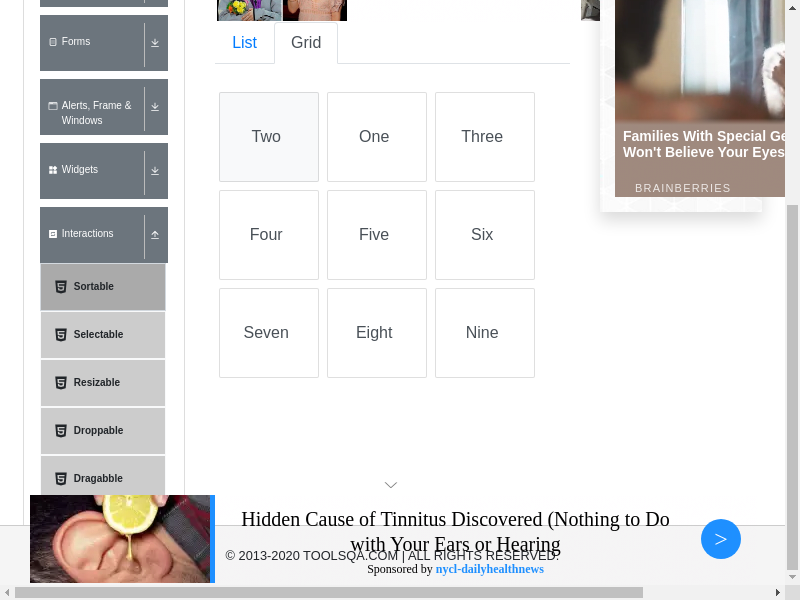 Forms
Alerts, Frame &
Windows
Widgets
Interactions
Sortable
Selectable
Resizable
Droppable
Dragabble
List
Grid
Two
One
Three
Four
Five
Six
Seven
Eight
Nine
Families With Special Ge
Won't Believe Your Eyes
BRAINBERRIES
Hidden Cause of Tinnitus Discovered (Nothing to Do
with Your Ears or Hearing
© 2013-2020 TOOLSQA.COM | ALL RIGHTS RESERVED.
Sponsored by nycl-dailyhealthnews
>